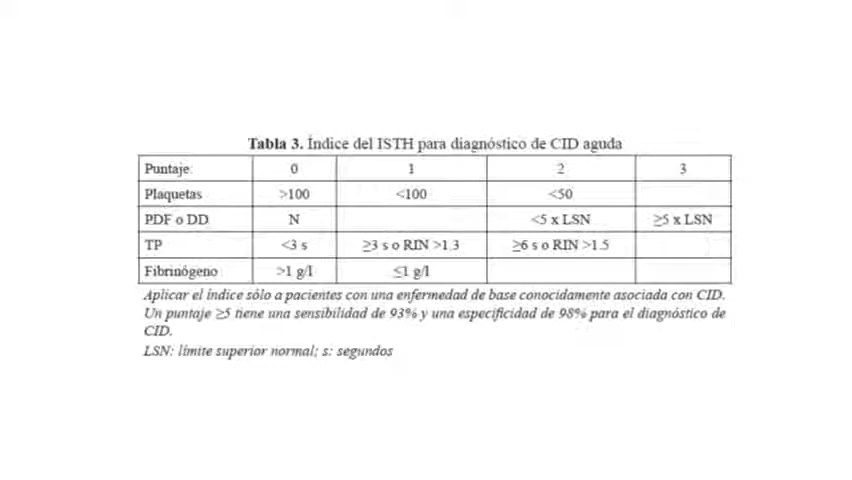 Tabla 3. Índice del ISTH para diagnóstico de CID aguda
Puntaje: 0 1 2 3
Plaquetas >100 <100 <50
PDF o DD N <5 x LSN ≥5 x LSN
TP <3 s ≥3 s o RIN >1.3 ≥6 s o RIN >1.5
Fibrinógeno >1 g/l ≤1 g/l
Aplicar el índice sólo a pacientes con una enfermedad de base conocidamente asociada con CID.
Un puntaje ≥5 tiene una sensibilidad de 93% y una especificidad de 98% para el diagnóstico de
CID.
LSN: límite superior normal; s: segundos